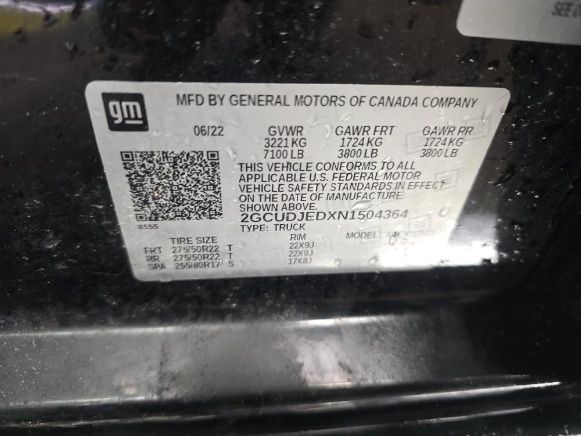 SEE
gm
MFD BY GENERAL MOTORS OF CANADA COMPANY
06/22 GVWR GAWR FRT GAWR RR
3221 KG 1724 KG 1724 KG
7100 LB 3800 LB 3800 LB
THIS VEHICLE CONFORMS TO ALL
APPLICABLE U.S. FEDERAL MOTOR
VEHICLE SAFETY STANDARDS IN EFFECT
ON THE DATE OF MANUFACTURE
SHOWN ABOVE.
2GCUDJEDXN1504364
8555 TYPE: TRUCK MODEL:
TIRE SIZE RIM
FRT 275/50R22 T 22X9J
RR 275/50R22 T 22X9J
SPA 255/80R17 S 17X8J